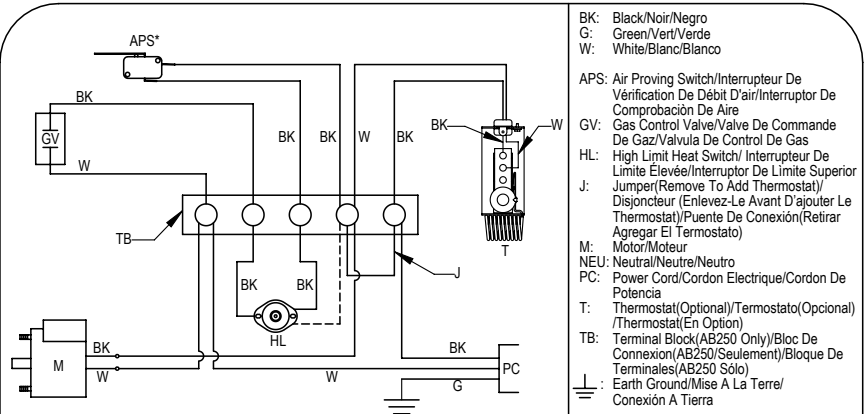 APS*
BK
GV
W
BK
BK
W
BK
BK
W
T
TB
J
BK
BK
HL
M
BK
W
W
BK
PC
G
BK: Black/Noir/Negro
G: Green/Vert/Verde
W: White/Blanc/Blanco
APS: Air Proving Switch/Interrupteur De
Vérification De Débit D'air/Interruptor De
Comprobaciòn De Aire
GV: Gas Control Valve/Valve De Commande
De Gaz/Valvula De Control De Gas
HL: High Limit Heat Switch/ Interrupteur De
Limite Élevée/Interruptor De Lìmite Superior
J: Jumper(Remove To Add Thermostat)/
Disjoncteur (Enlevez-Le Avant D'ajouter Le
Thermostat)/Puente De Conexión(Retirar
Agregar El Termostato)
M: Motor/Moteur
NEU: Neutral/Neutre/Neutro
PC: Power Cord/Cordon Electrique/Cordon De
Potencia
T: Thermostat(Optional)/Termostato(Opcional)
/Thermostat(En Option)
TB: Terminal Block(AB250 Only)/Bloc De
Connexion(AB250/Seulement)/Bloque De
Terminales(AB250 Sólo)
: Earth Ground/Mise A La Terre/
Conexión A Tierra